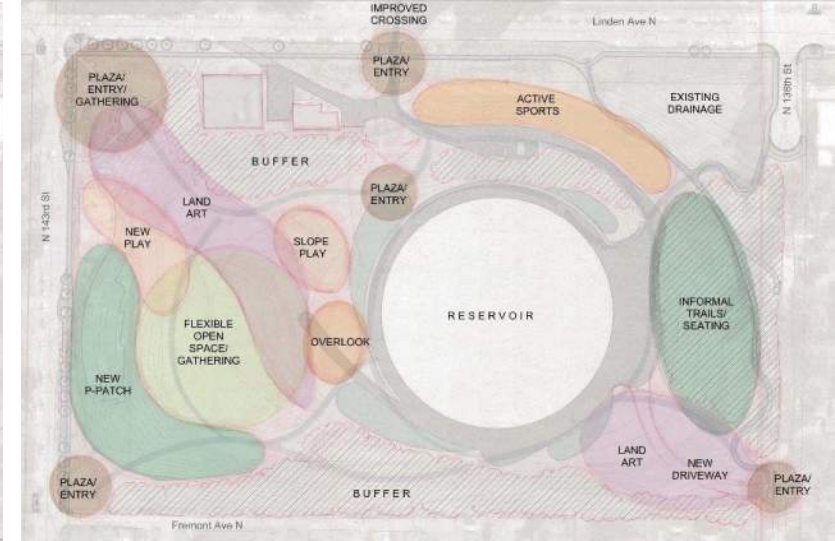 IMPROVED
CROSSING
Linden Ave N
PLAZA/
ENTRY/
GATHERING
PLAZA/
ENTRY
ACTIVE
SPORTS
EXISTING
DRAINAGE
N 138th St
BUFFER
PLAZA/
ENTRY
N 143rd St
LAND
ART
NEW
PLAY
SLOPE
PLAY
RESERVOIR
INFORMAL
TRAILS/
SEATING
FLEXIBLE
OPEN
SPACE/
GATHERING
OVERLOOK
NEW
P-PATCH
LAND
ART
NEW
DRIVEWAY
PLAZA/
ENTRY
PLAZA/
ENTRY
BUFFER
Fremont Ave N